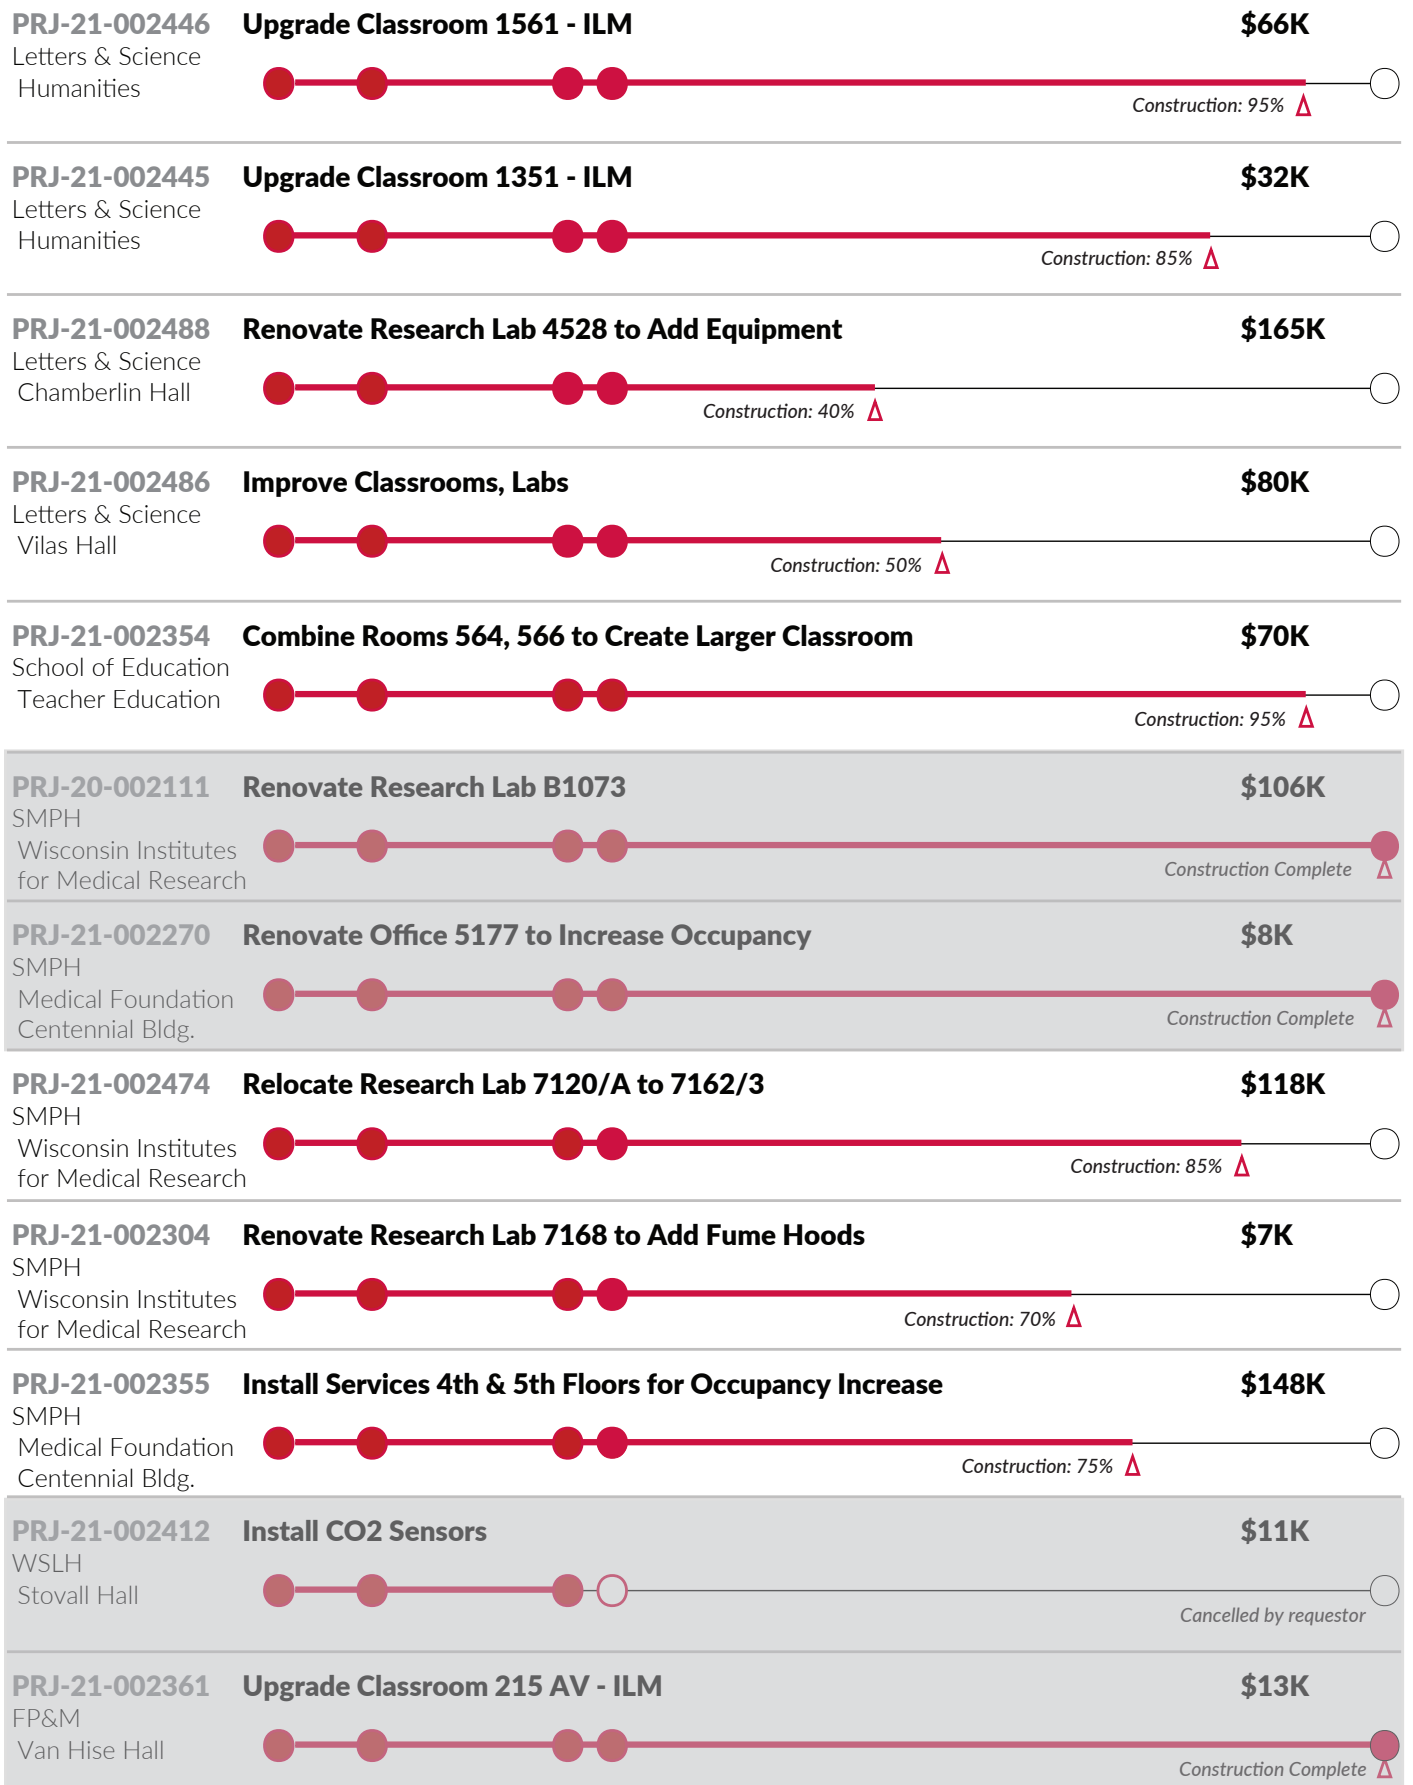 PRJ-21-002446 Upgrade Classroom 1561 - ILM $66K
Letters & Science
Humanities
Construction: 95%
PRJ-21-002445 Upgrade Classroom 1351 - ILM $32K
Letters & Science
Humanities
Construction: 85%
PRJ-21-002488 Renovate Research Lab 4528 to Add Equipment $165K
Letters & Science
Chamberlin Hall
Construction: 40%
PRJ-21-002486 Improve Classrooms, Labs $80K
Letters & Science
Vilas Hall
Construction: 50%
PRJ-21-002354 Combine Rooms 564, 566 to Create Larger Classroom $70K
School of Education
Teacher Education
Construction: 95%
PRJ-20-002111 Renovate Research Lab B1073 $106K
SMPH
Wisconsin Institutes
for Medical Research
Construction Complete
PRJ-21-002270 Renovate Office 5177 to Increase Occupancy $8K
SMPH
Medical Foundation
Centennial Bldg.
Construction Complete
PRJ-21-002474 Relocate Research Lab 7120/A to 7162/3 $118K
SMPH
Wisconsin Institutes
for Medical Research
Construction: 85%
PRJ-21-002304 Renovate Research Lab 7168 to Add Fume Hoods $7K
SMPH
Wisconsin Institutes
for Medical Research
Construction: 70%
PRJ-21-002355 Install Services 4th & 5th Floors for Occupancy Increase $148K
SMPH
Medical Foundation
Centennial Bldg.
Construction: 75%
PRJ-21-002412 Install CO2 Sensors $11K
WSLH
Stovall Hall
Cancelled by requestor
PRJ-21-002361 Upgrade Classroom 215 AV - ILM $13K
FP&M
Van Hise Hall
Construction Complete